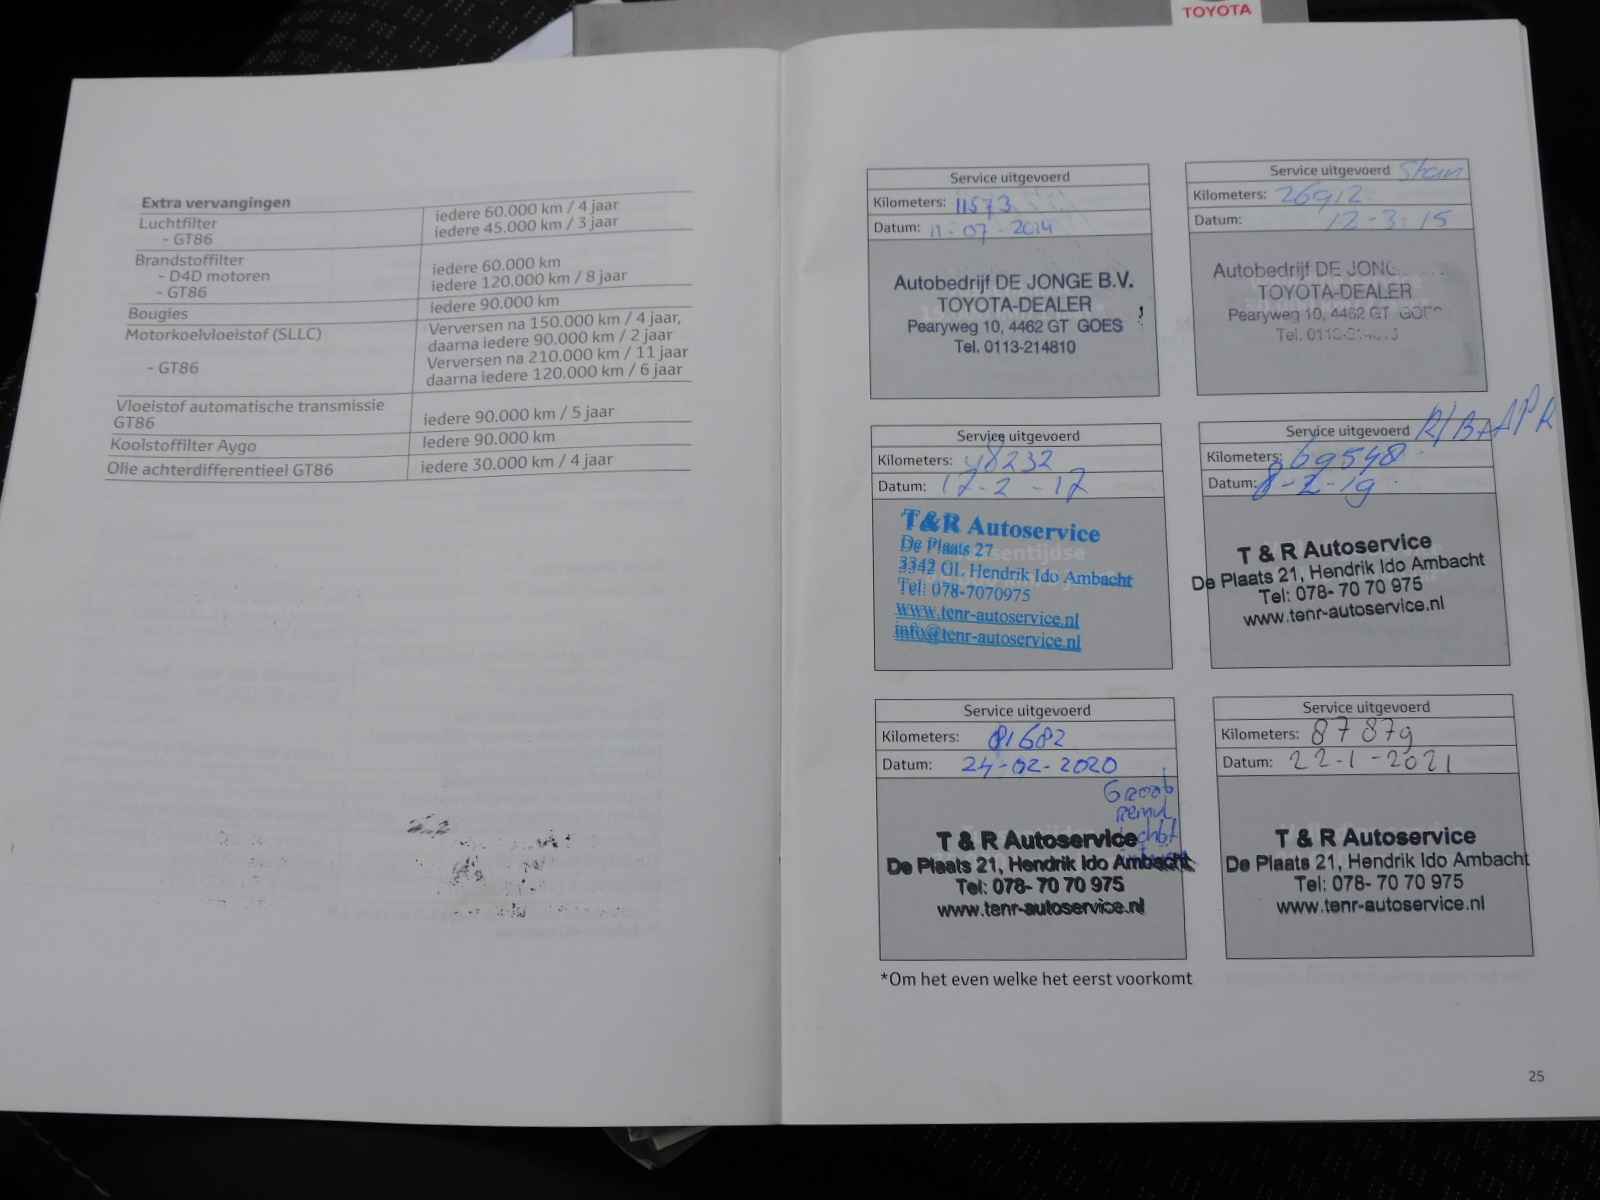 TOYOTA
Extra vervangingen
Luchtfilter iedere 60.000 km / 4 jaar
- GT86 iedere 45.000 km / 3 jaar
Brandstoffilter iedere 60.000 km
- D4D motoren iedere 120.000 km / 8 jaar
- GT86
Bougies iedere 90.000 km
Motorkoelvloeistof (SLLC) Verversen na 150.000 km / 4 jaar,
daarna iedere 90.000 km / 2 jaar
- GT86 Verversen na 210.000 km / 11 jaar
daarna iedere 120.000 km / 6 jaar
Vloeistof automatische transmissie
GT86 iedere 90.000 km / 5 jaar
Koolstoffilter Aygo iedere 90.000 km
Olie achterdifferentieel GT86 iedere 30.000 km / 4 jaar
Service uitgevoerd
Kilometers: 11573
Datum: 11-07-2014
Autobedrijf DE JONGE B.V.
TOYOTA-DEALER
Pearyweg 10, 4462 GT GOES
Tel. 0113-214810
Service uitgevoerd
Kilometers: 26912
Datum: 12-3-15
Autobedrijf DE JONG
TOYOTA-DEALER
Pearyweg 10, 4462 GT GOES
Tel.
Service uitgevoerd
Kilometers: 48232
Datum: 17-2-17
T&R Autoservice
De Plaats 27
3342 GL Hendrik Ido Ambacht
Tel: 078-7070975
www.tenr-autoservice.nl
info@tenr-autoservice.nl
Service uitgevoerd
Kilometers: 69548
Datum: 8-2-19
T & R Autoservice
De Plaats 21, Hendrik Ido Ambacht
Tel: 078- 70 70 975
www.tenr-autoservice.nl
Service uitgevoerd
Kilometers: 81682
Datum: 24-02-2020
T & R Autoservice
De Plaats 21, Hendrik Ido Ambacht
Tel: 078- 70 70 975
www.tenr-autoservice.nl
Service uitgevoerd
Kilometers: 87879
Datum: 22-1-2021
T & R Autoservice
De Plaats 21, Hendrik Ido Ambacht
Tel: 078- 70 70 975
www.tenr-autoservice.nl
*Om het even welke het eerst voorkomt
25